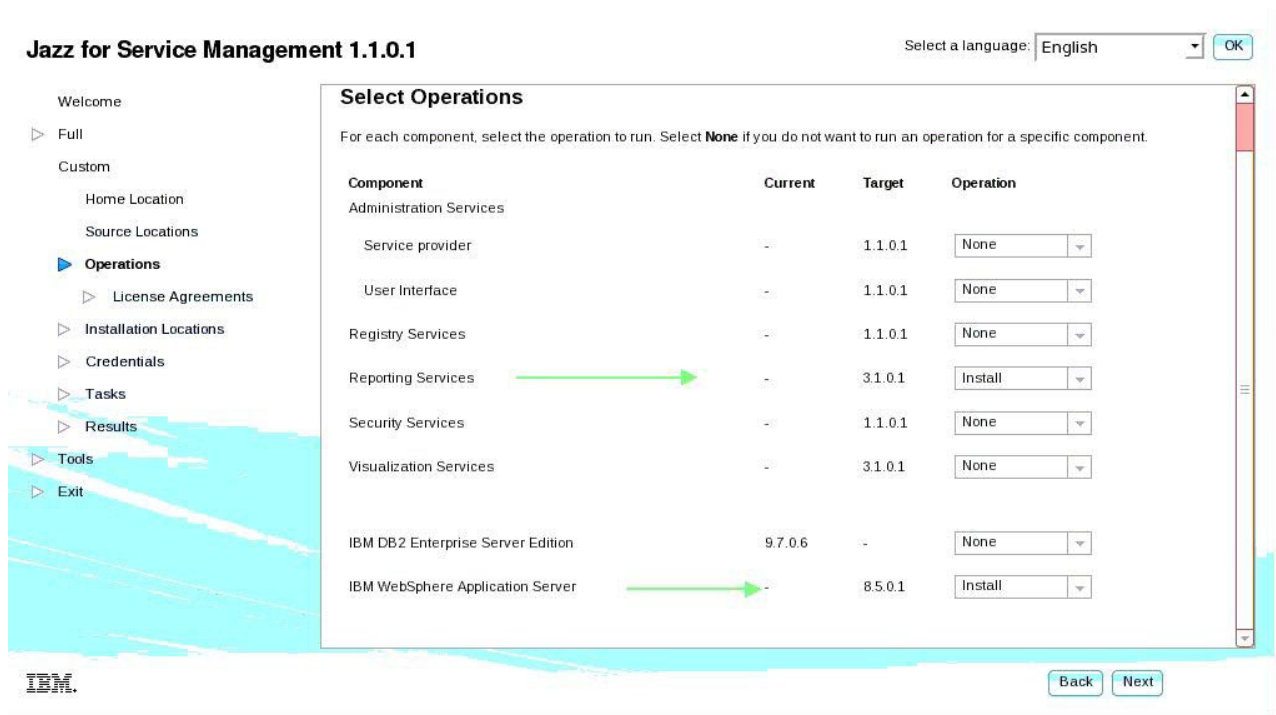 Jazz for Service Management 1.1.0.1
Select a language: English OK
Welcome
Full
Custom
Home Location
Source Locations
Operations
License Agreements
Installation Locations
Credentials
Tasks
Results
Tools
Exit
Select Operations
For each component, select the operation to run. Select None if you do not want to run an operation for a specific component.
Component Current Target Operation
Administration Services
Service provider - 1.1.0.1 None
User Interface - 1.1.0.1 None
Registry Services - 1.1.0.1 None
Reporting Services - 3.1.0.1 Install
Security Services - 1.1.0.1 None
Visualization Services - 3.1.0.1 None
IBM DB2 Enterprise Server Edition 9.7.0.6 - None
IBM WebSphere Application Server - 8.5.0.1 Install
IBM.
Back Next